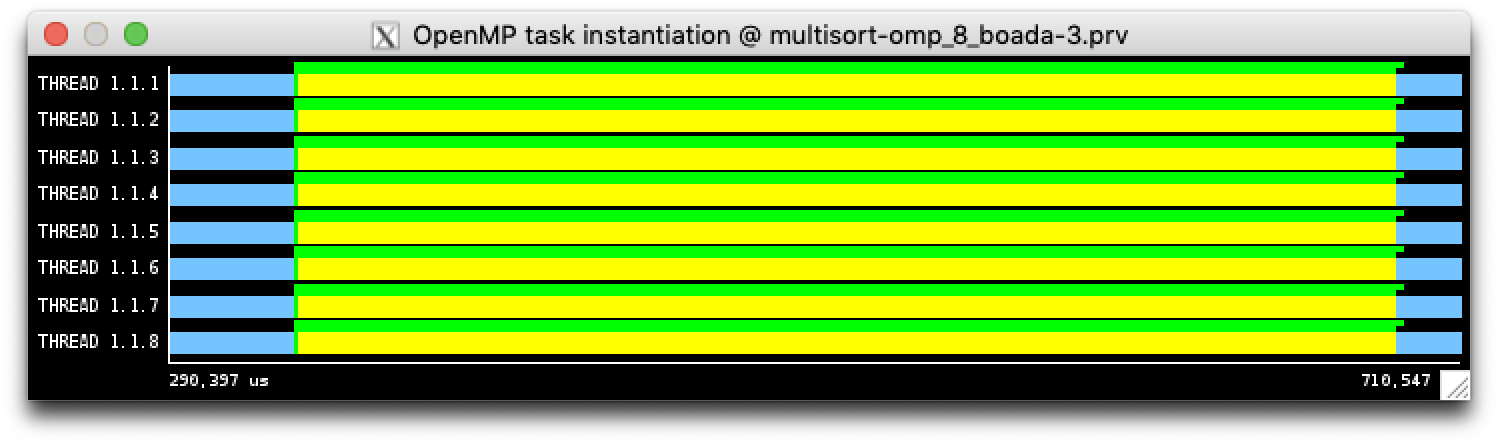 OpenMP task instantiation @ multisort-omp_8_boada-3.prv
THREAD 1.1.1
THREAD 1.1.2
THREAD 1.1.3
THREAD 1.1.4
THREAD 1.1.5
THREAD 1.1.6
THREAD 1.1.7
THREAD 1.1.8
290,397 us 710,547